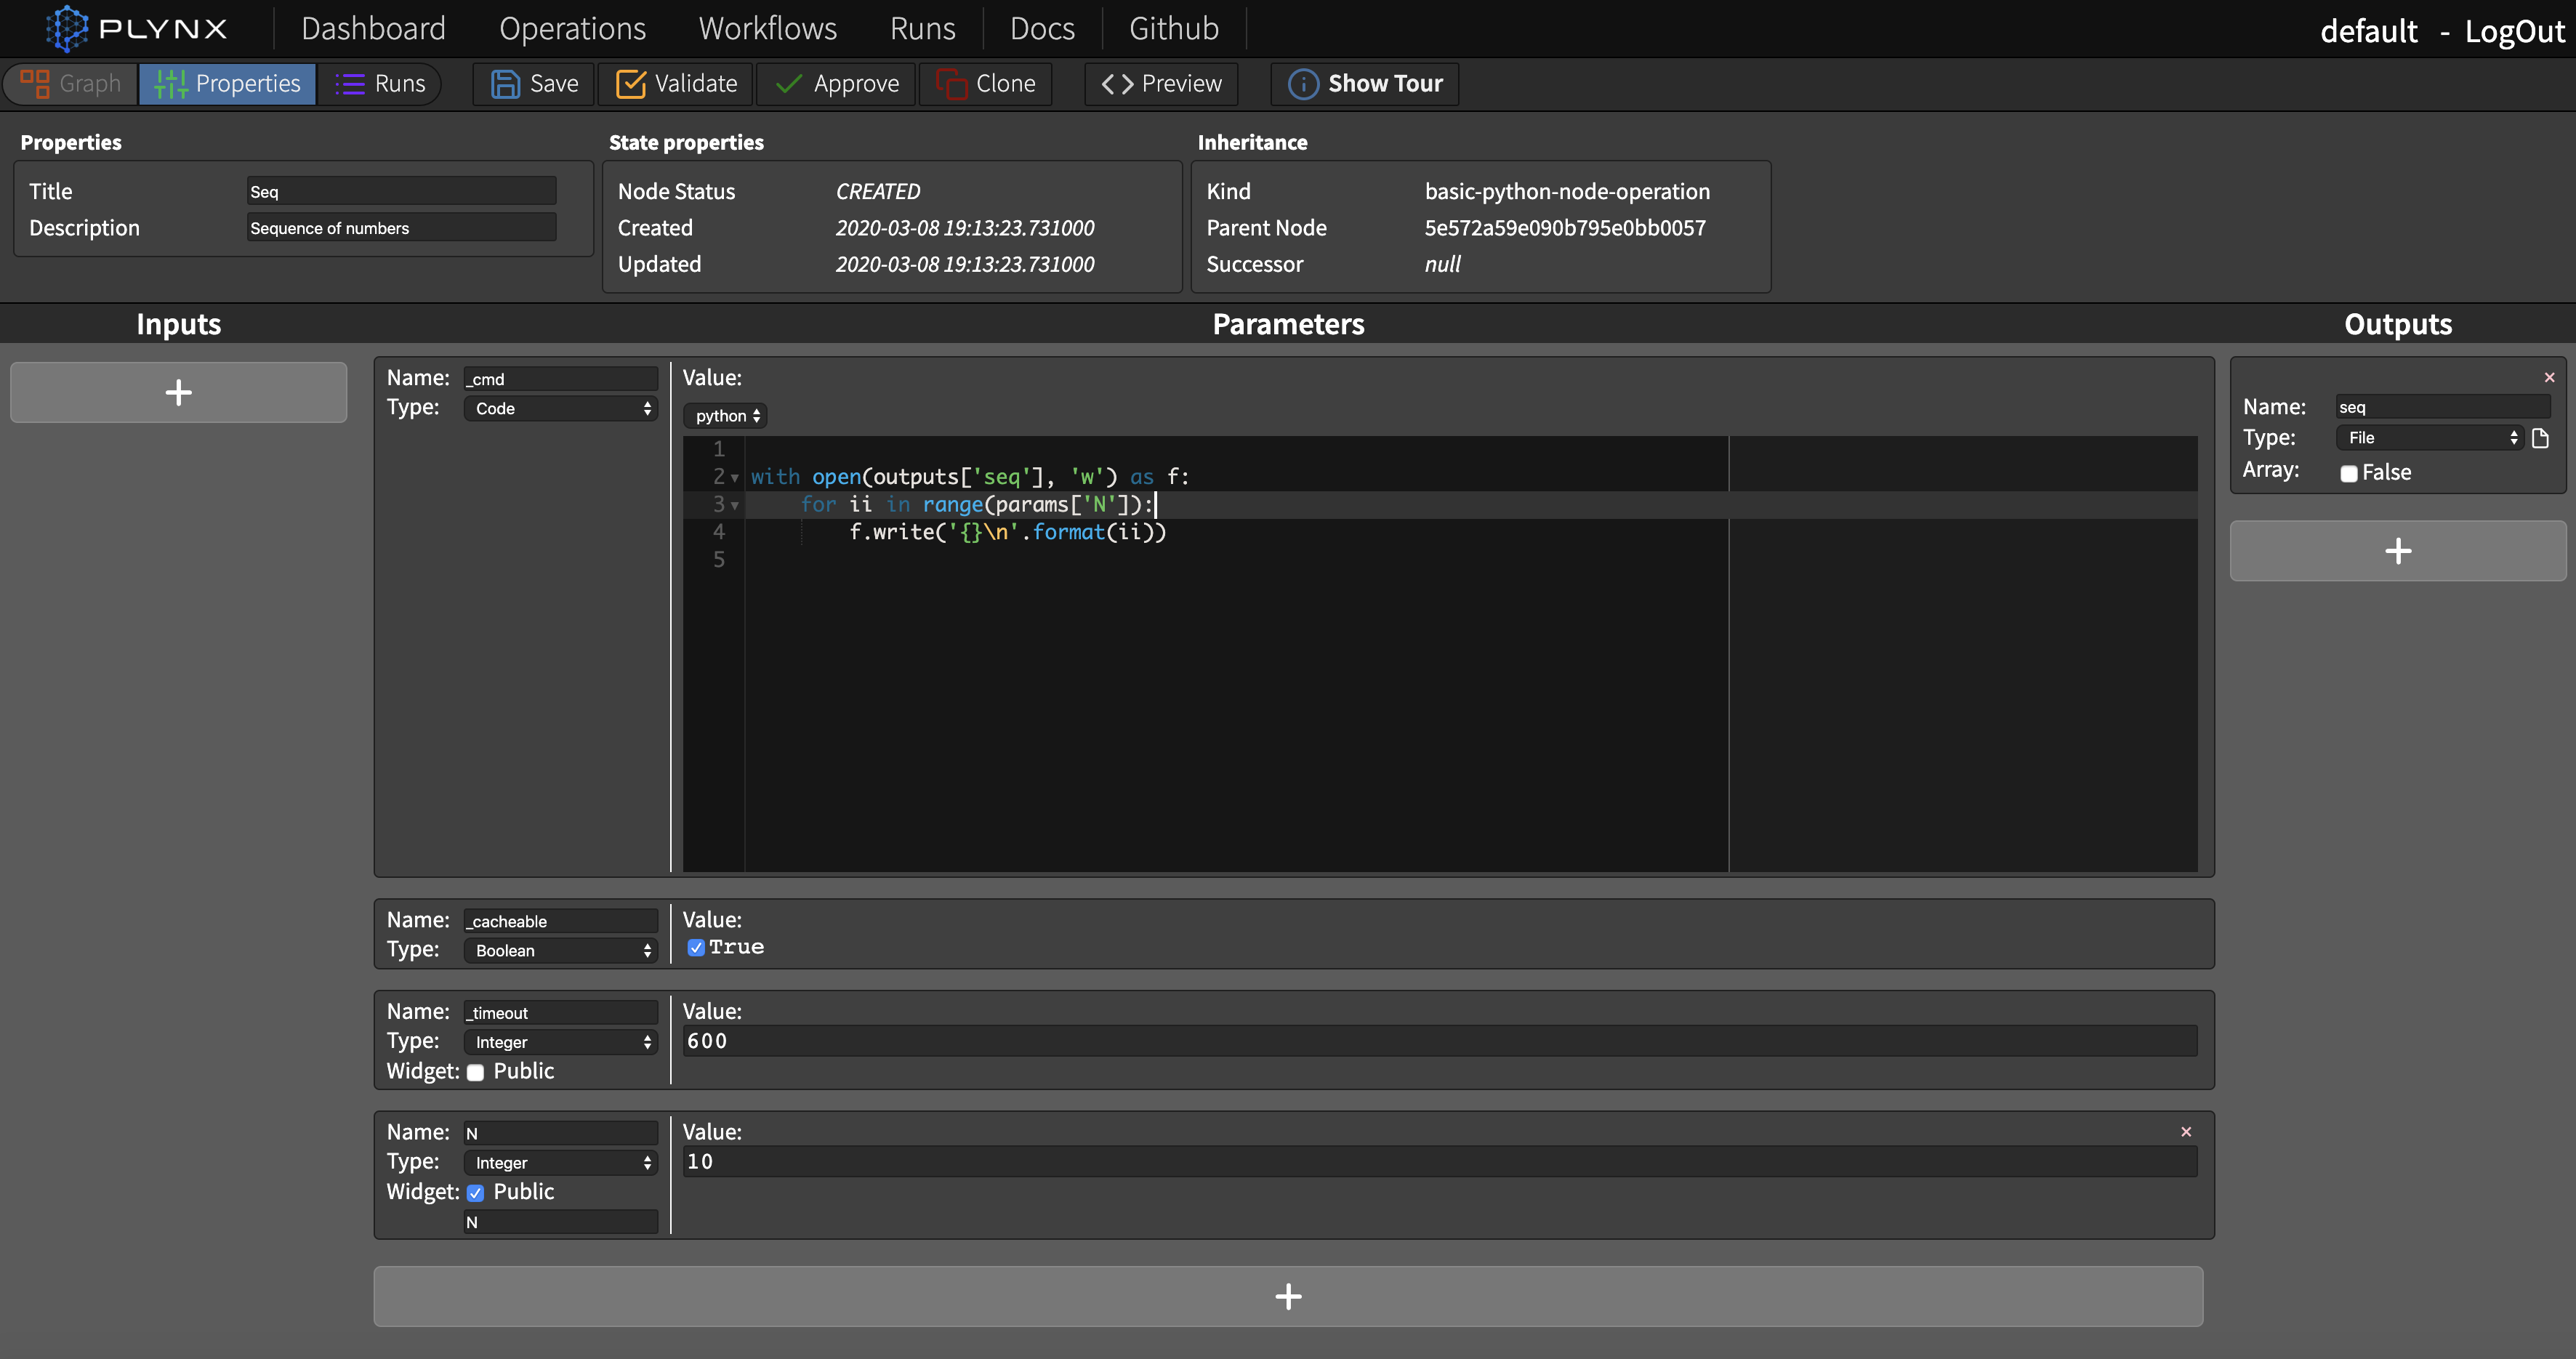 PLYNX Dashboard Operations Workflows Runs Docs Github default - LogOut
Graph Properties Runs Save Validate Approve Clone Preview Show Tour
Properties
Title Seq
Description Sequence of numbers
State properties
Node Status CREATED
Created 2020-03-08 19:13:23.731000
Updated 2020-03-08 19:13:23.731000
Inheritance
Kind basic-python-node-operation
Parent Node 5e572a59e090b795e0bb0057
Successor null
Inputs
+
Parameters
Name: _cmd
Type: Code
Value:
python
1
2 with open(outputs['seq'], 'w') as f:
3     for ii in range(params['N']):
4         f.write('{}\n'.format(ii))
5
Name: _cacheable
Type: Boolean
Value:
True
Name: _timeout
Type: Integer
Widget: Public
Value:
600
Name: N
Type: Integer
Widget: Public
N
Value:
10
+
Outputs
Name: seq
Type: File
Array: False
+